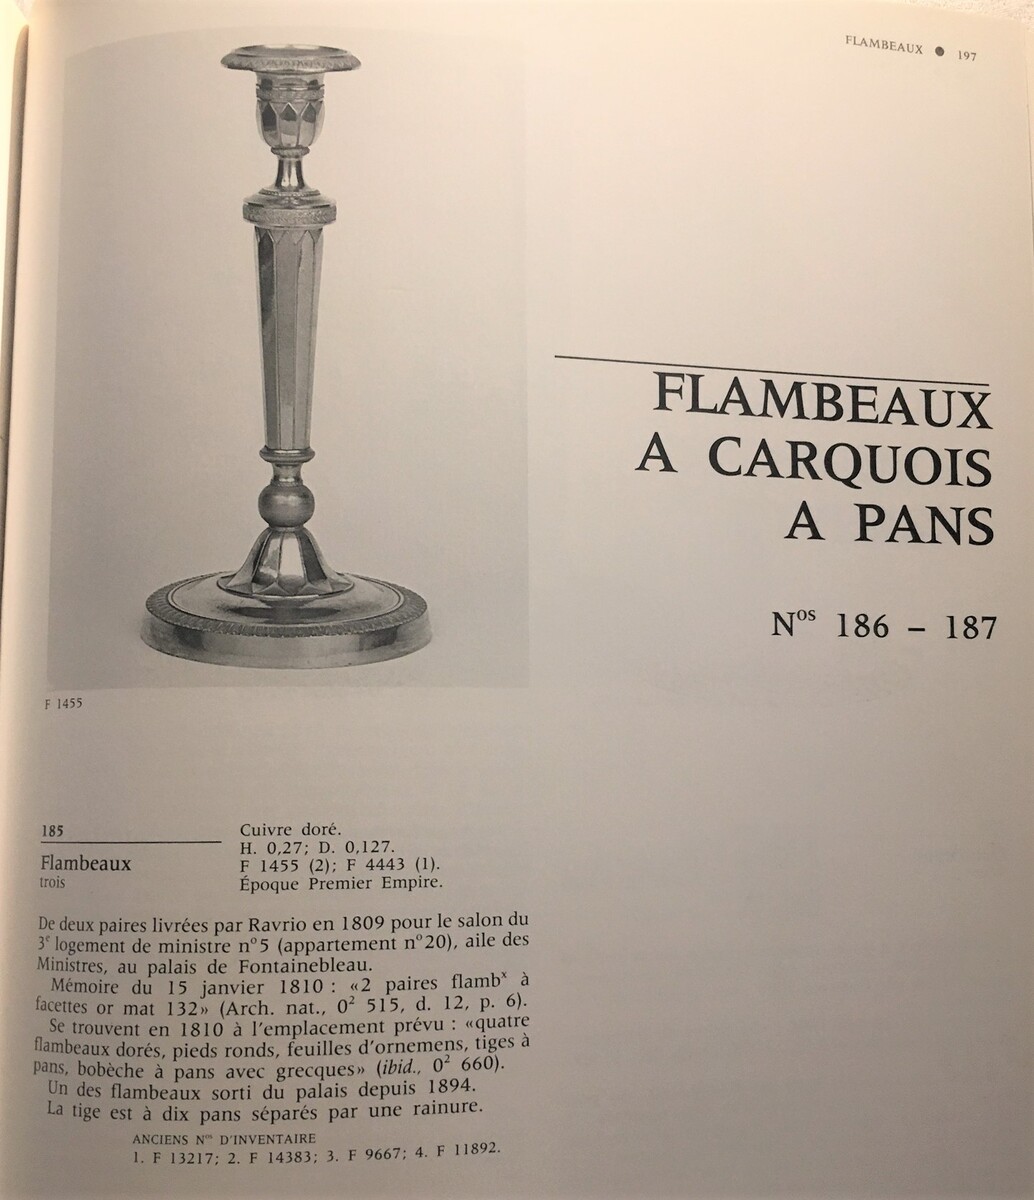 FLAMBEAUX ● 197
FLAMBEAUX
A CARQUOIS
A PANS
Nos 186 – 187
F 1455
185
Flambeaux
trois
Cuivre doré.
H. 0,27; D. 0,127.
F 1455 (2); F 4443 (1).
Époque Premier Empire.
De deux paires livrées par Ravrio en 1809 pour le salon du
3e logement de ministre n°5 (appartement n°20), aile des
Ministres, au palais de Fontainebleau.
Mémoire du 15 janvier 1810 : «2 paires flambx à
facettes or mat 132» (Arch. nat., 0² 515, d. 12, p. 6).
Se trouvent en 1810 à l'emplacement prévu : «quatre
flambeaux dorés, pieds ronds, feuilles d'ornemens, tiges à
pans, bobèche à pans avec grecques» (ibid., 0² 660).
Un des flambeaux sorti du palais depuis 1894.
La tige est à dix pans séparés par une rainure.
ANCIENS Nos D'INVENTAIRE
1. F 13217; 2. F 14383; 3. F 9667; 4. F 11892.